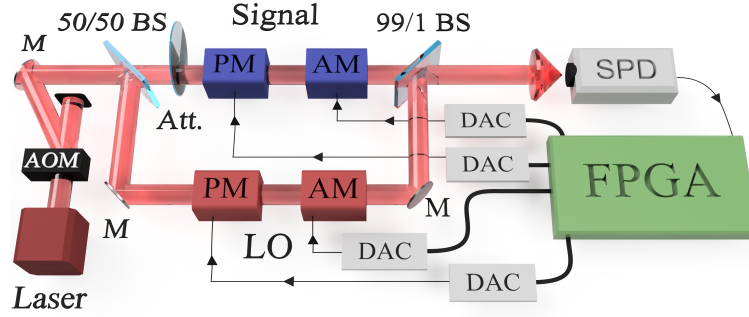 Signal
50/50 BS
99/1 BS
M
PM
AM
SPD
Att.
DAC
AOM
DAC
FPGA
PM
AM
M
M
LO
DAC
DAC
Laser